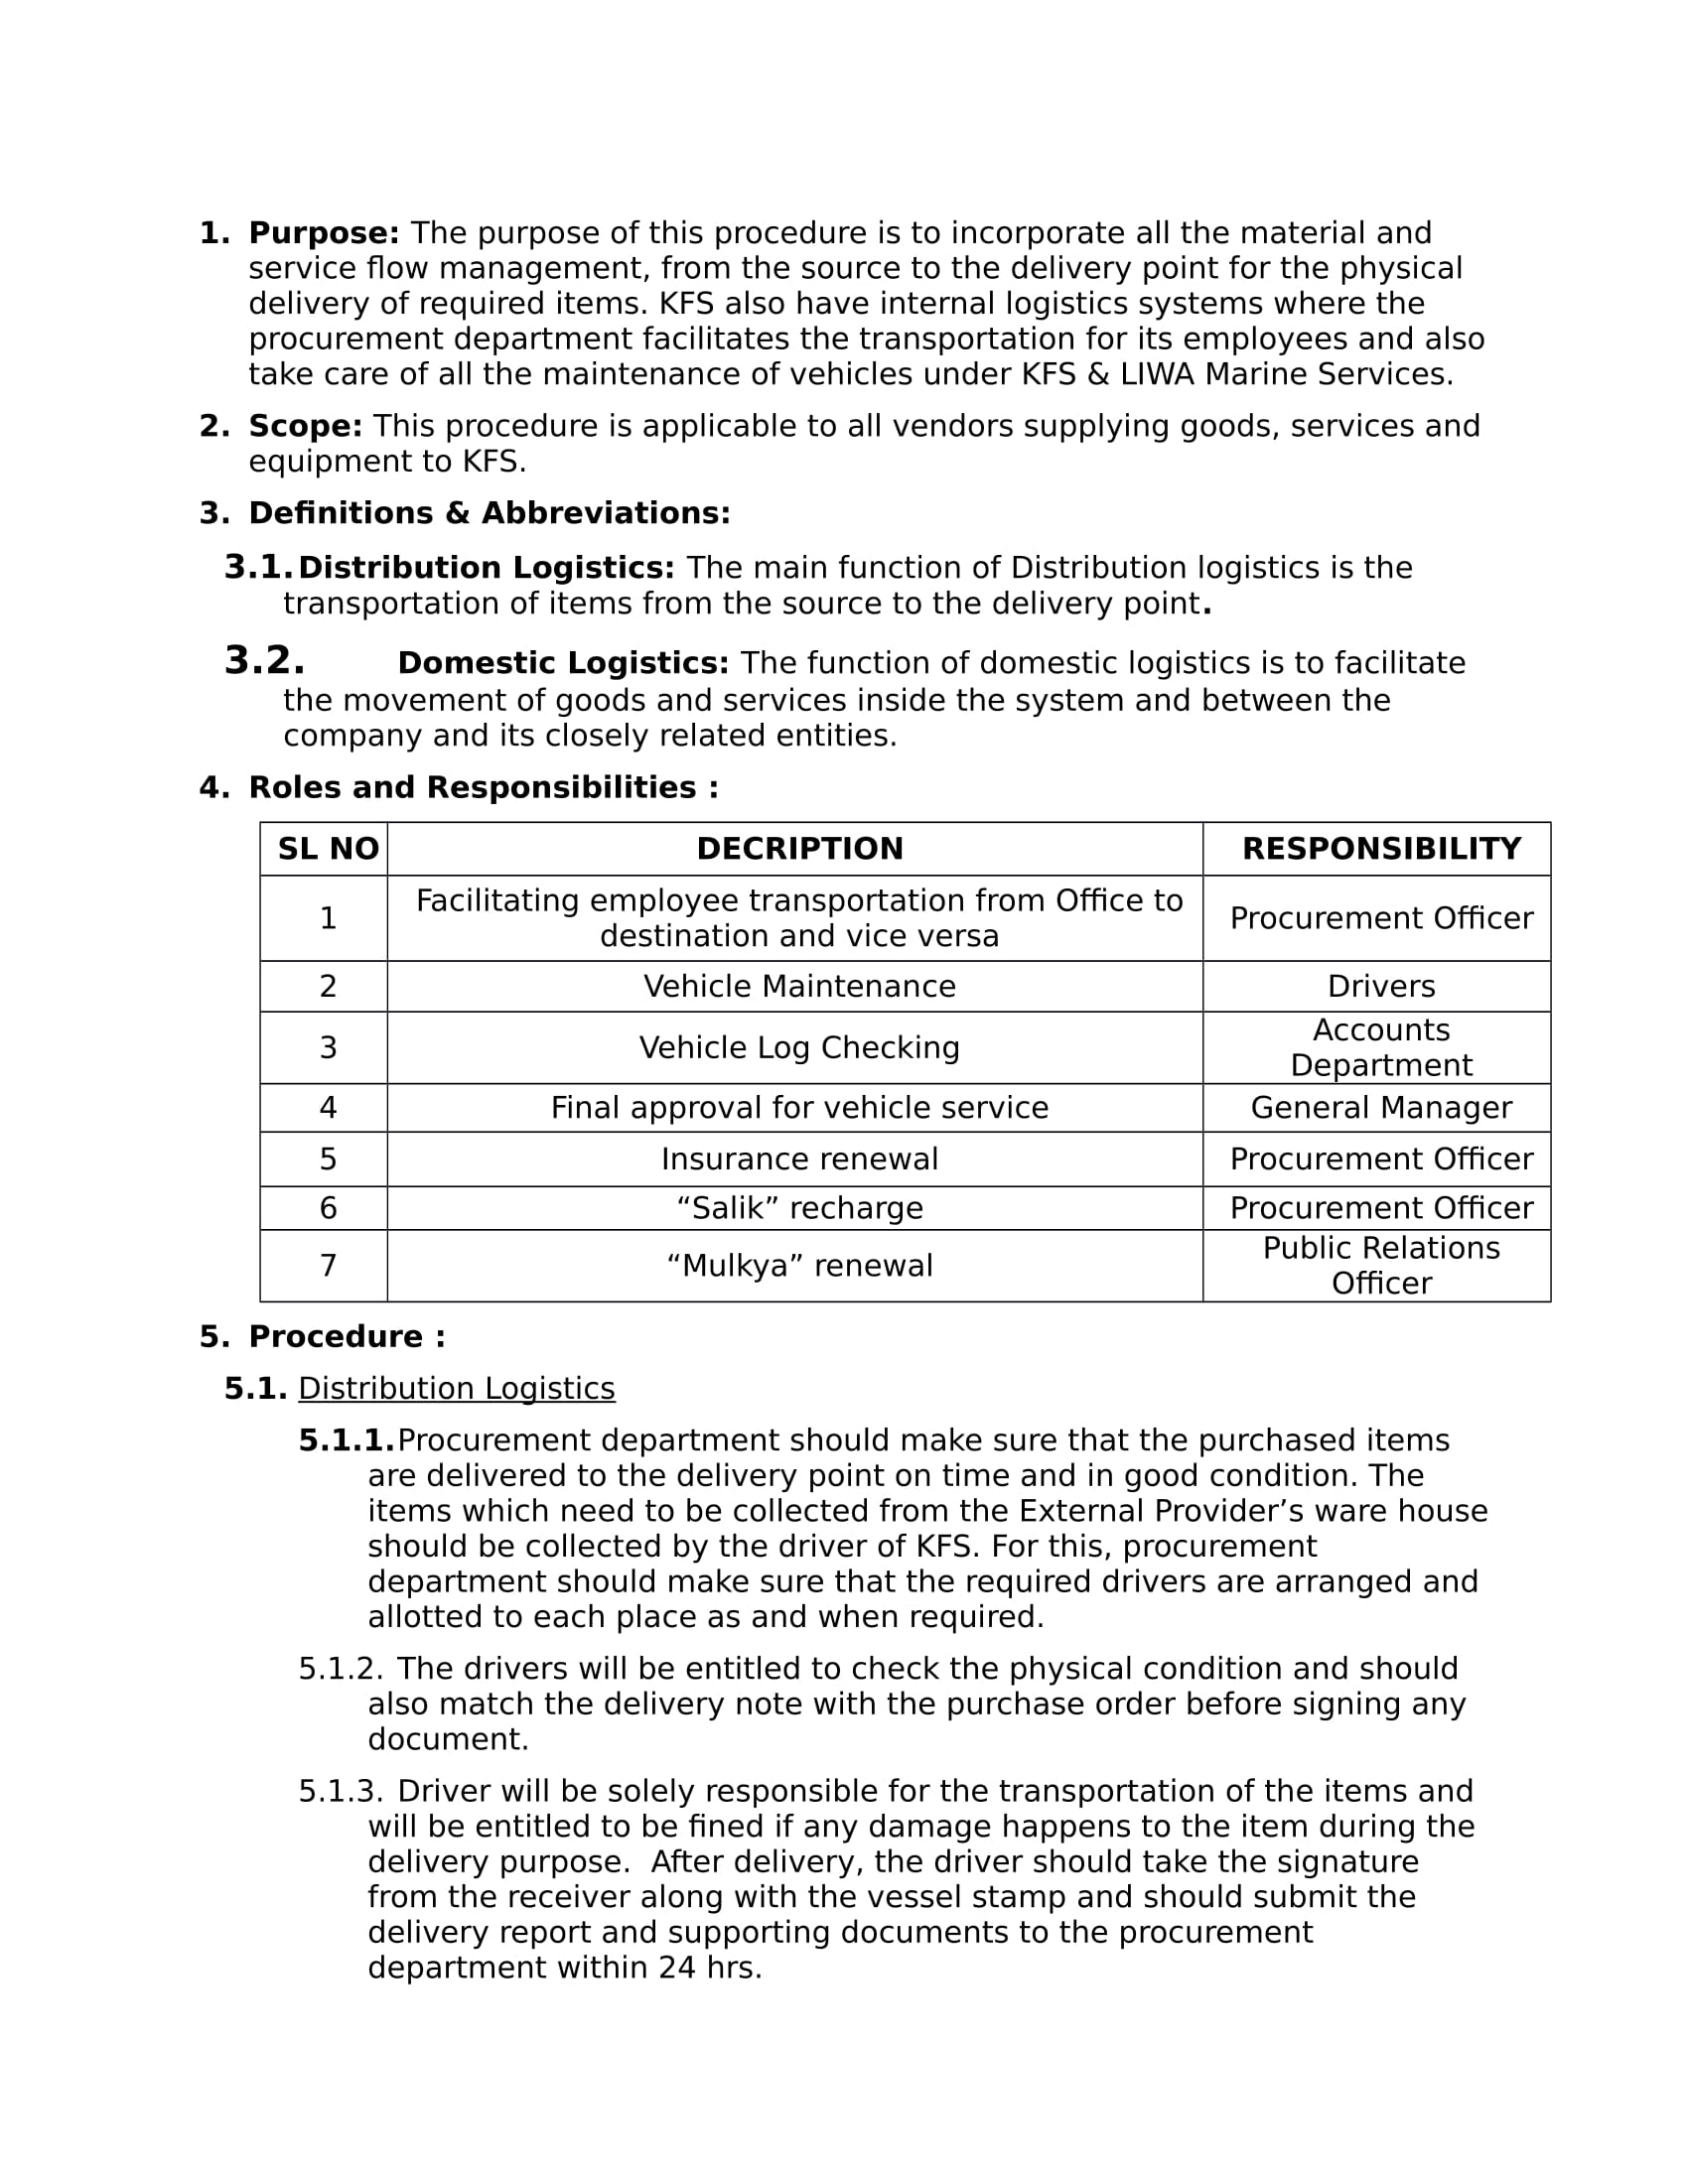 1. Purpose: The purpose of this procedure is to incorporate all the material and
service flow management, from the source to the delivery point for the physical
delivery of required items. KFS also have internal logistics systems where the
procurement department facilitates the transportation for its employees and also
take care of all the maintenance of vehicles under KFS & LIWA Marine Services.
2. Scope: This procedure is applicable to all vendors supplying goods, services and
equipment to KFS.
3. Definitions & Abbreviations:
3.1. Distribution Logistics: The main function of Distribution logistics is the
transportation of items from the source to the delivery point.
3.2. Domestic Logistics: The function of domestic logistics is to facilitate
the movement of goods and services inside the system and between the
company and its closely related entities.
4. Roles and Responsibilities :
SL NO DECRIPTION RESPONSIBILITY
1 Facilitating employee transportation from Office to destination and vice versa Procurement Officer
2 Vehicle Maintenance Drivers
3 Vehicle Log Checking Accounts Department
4 Final approval for vehicle service General Manager
5 Insurance renewal Procurement Officer
6 “Salik” recharge Procurement Officer
7 “Mulkya” renewal Public Relations Officer
5. Procedure :
5.1. Distribution Logistics
5.1.1. Procurement department should make sure that the purchased items
are delivered to the delivery point on time and in good condition. The
items which need to be collected from the External Provider’s ware house
should be collected by the driver of KFS. For this, procurement
department should make sure that the required drivers are arranged and
allotted to each place as and when required.
5.1.2. The drivers will be entitled to check the physical condition and should
also match the delivery note with the purchase order before signing any
document.
5.1.3. Driver will be solely responsible for the transportation of the items and
will be entitled to be fined if any damage happens to the item during the
delivery purpose.  After delivery, the driver should take the signature
from the receiver along with the vessel stamp and should submit the
delivery report and supporting documents to the procurement
department within 24 hrs.